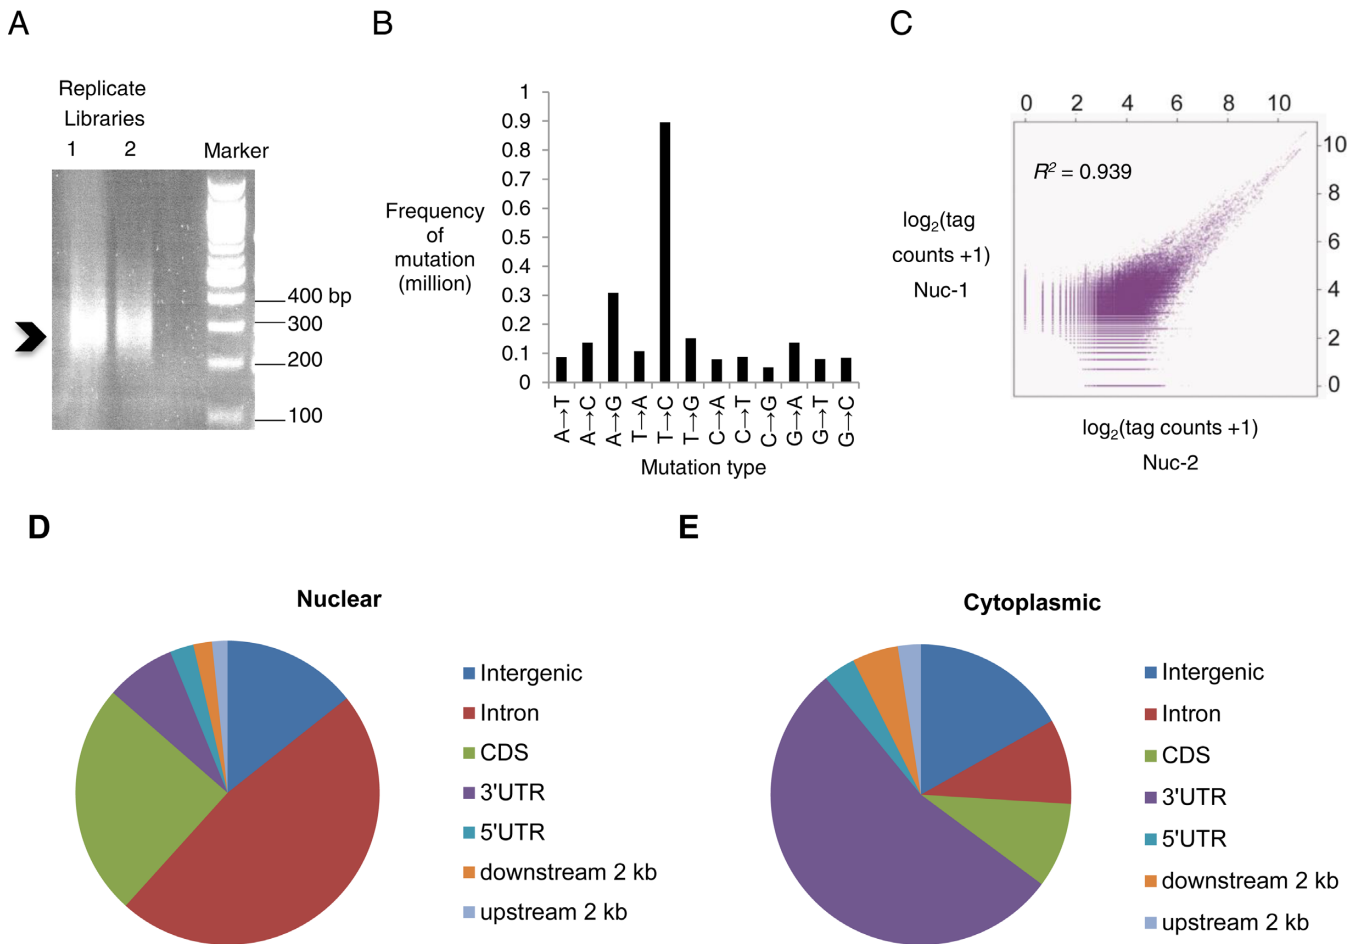 A
Replicate
Libraries
1 2
Marker
400 bp
300
200
100
B
Frequency
of
mutation
(million)
1
0.9
0.8
0.7
0.6
0.5
0.4
0.3
0.2
0.1
0
A→T
A→C
A→G
T→A
T→C
T→G
C→A
C→T
C→G
G→A
G→T
G→C
Mutation type
C
0 2 4 6 8 10
R² = 0.939
log₂(tag
counts +1)
Nuc-1
10
8
6
4
2
0
log₂(tag counts +1)
Nuc-2
D
Nuclear
Intergenic
Intron
CDS
3'UTR
5'UTR
downstream 2 kb
upstream 2 kb
E
Cytoplasmic
Intergenic
Intron
CDS
3'UTR
5'UTR
downstream 2 kb
upstream 2 kb